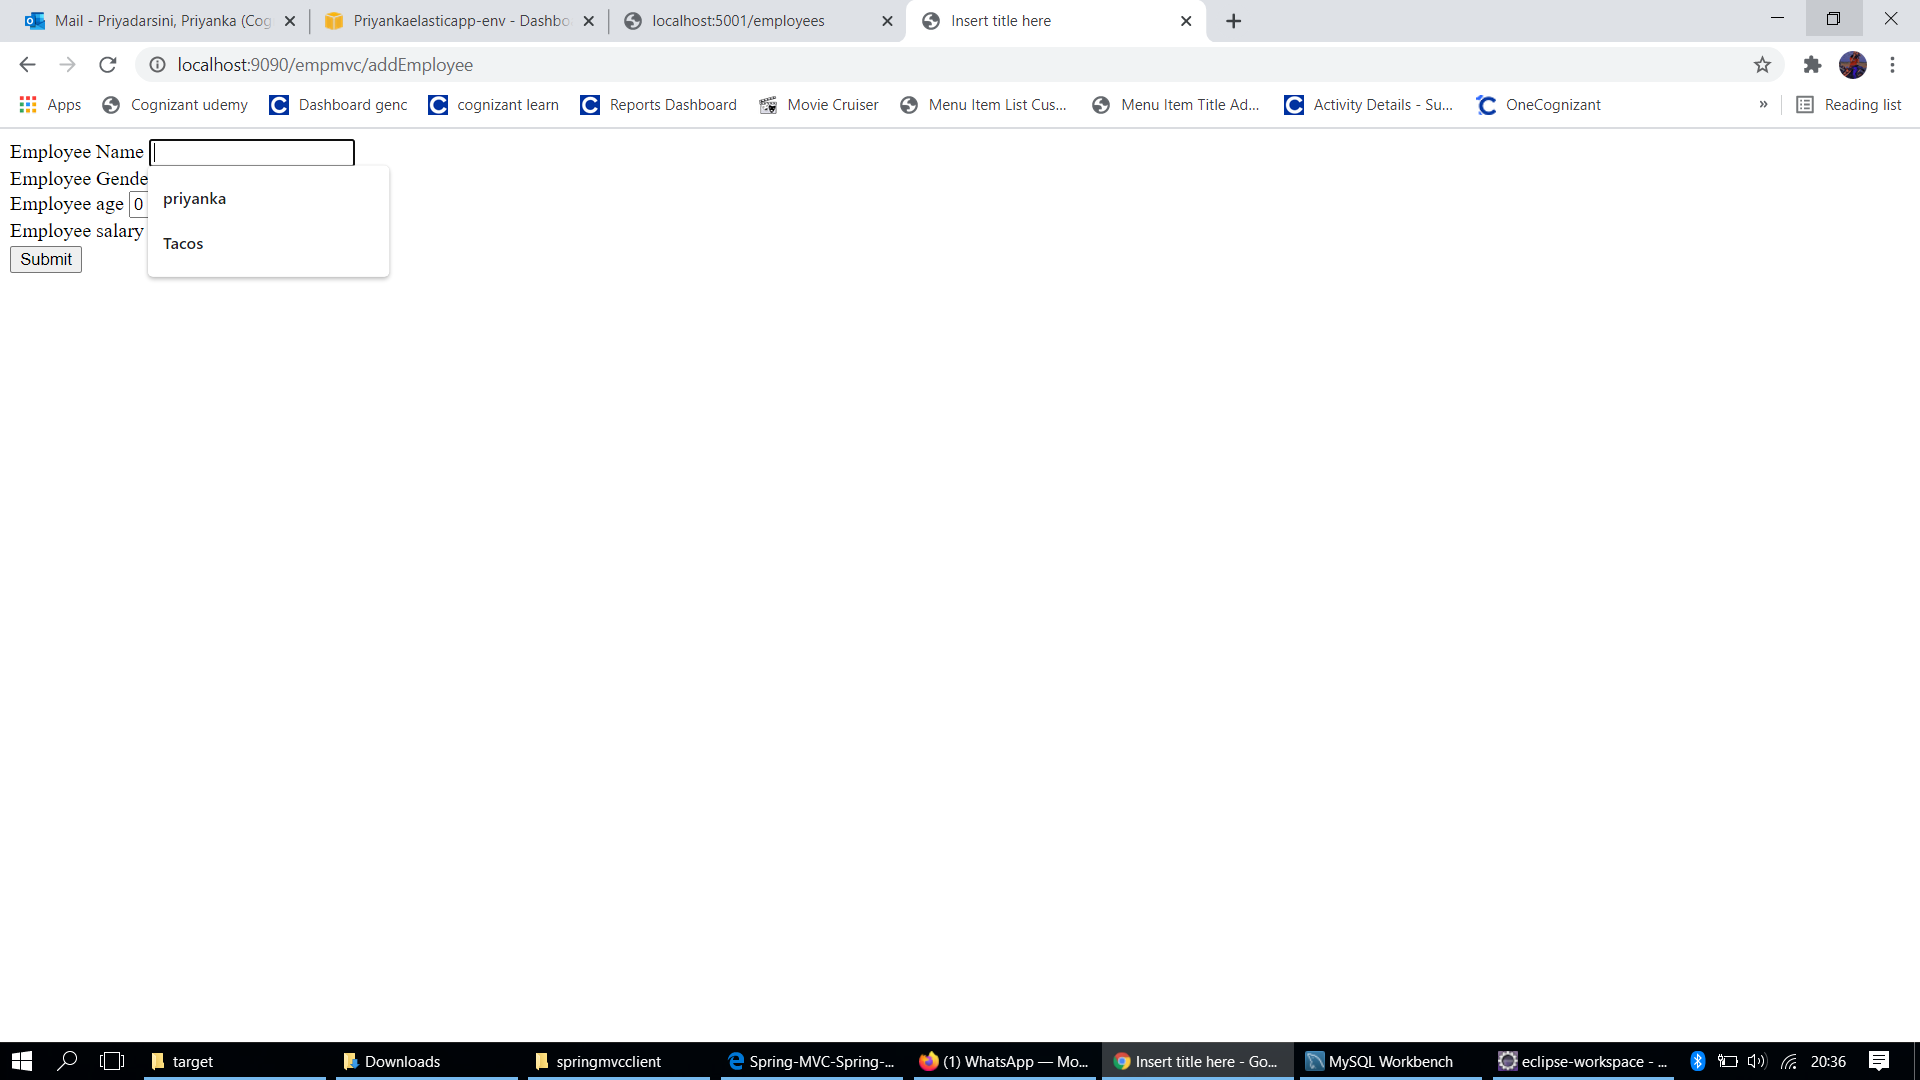 Mail - Priyadarsini, Priyanka (Cog
Priyankaelasticapp-env - Dashbo
localhost:5001/employees
Insert title here
localhost:9090/empmvc/addEmployee
Apps
Cognizant udemy
Dashboard genc
cognizant learn
Reports Dashboard
Movie Cruiser
Menu Item List Cus...
Menu Item Title Ad...
Activity Details - Su...
OneCognizant
»
Reading list
Employee Name
priyanka
Tacos
Employee Gende
Employee age 0
Employee salary
Submit
target
Downloads
springmvcclient
Spring-MVC-Spring-...
(1) WhatsApp — Mo...
Insert title here - Go...
MySQL Workbench
eclipse-workspace - ...
20:36